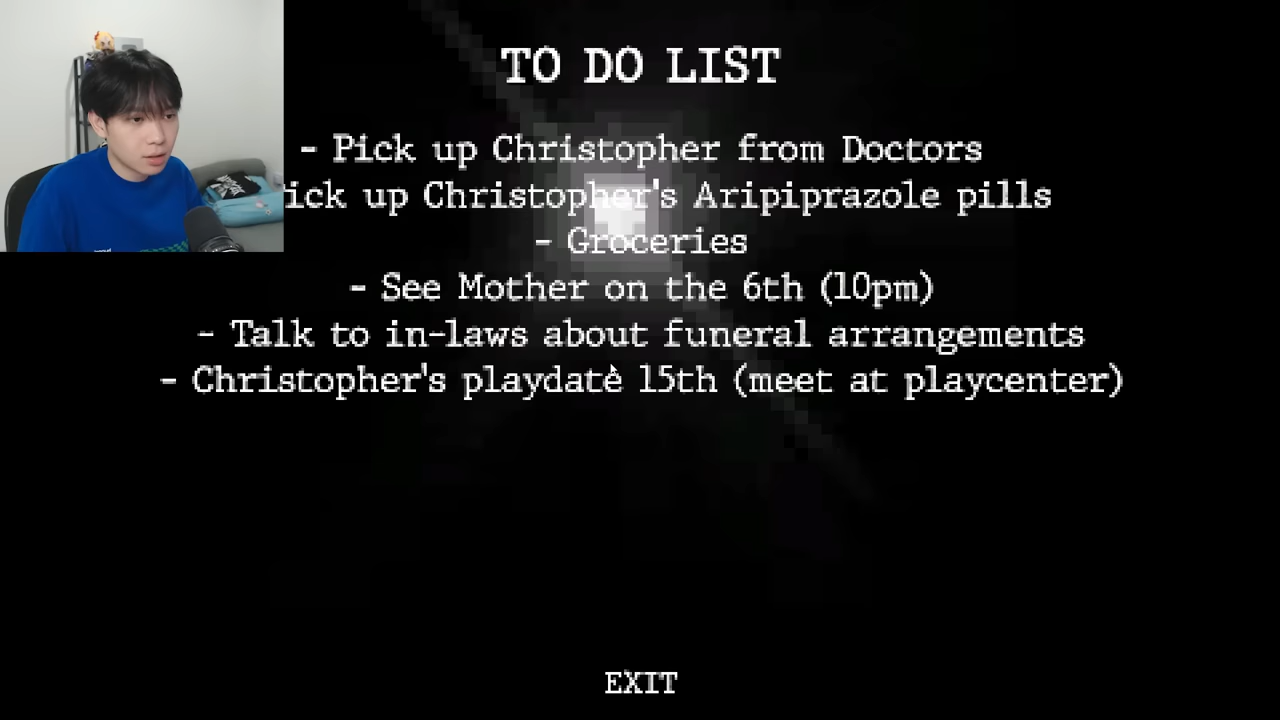 TO DO LIST
- Pick up Christopher from Doctors
ick up Christopher's Aripiprazole pills
- Groceries
- See Mother on the 6th (10pm)
- Talk to in-laws about funeral arrangements
- Christopher's playdate 15th (meet at playcenter)
EXIT